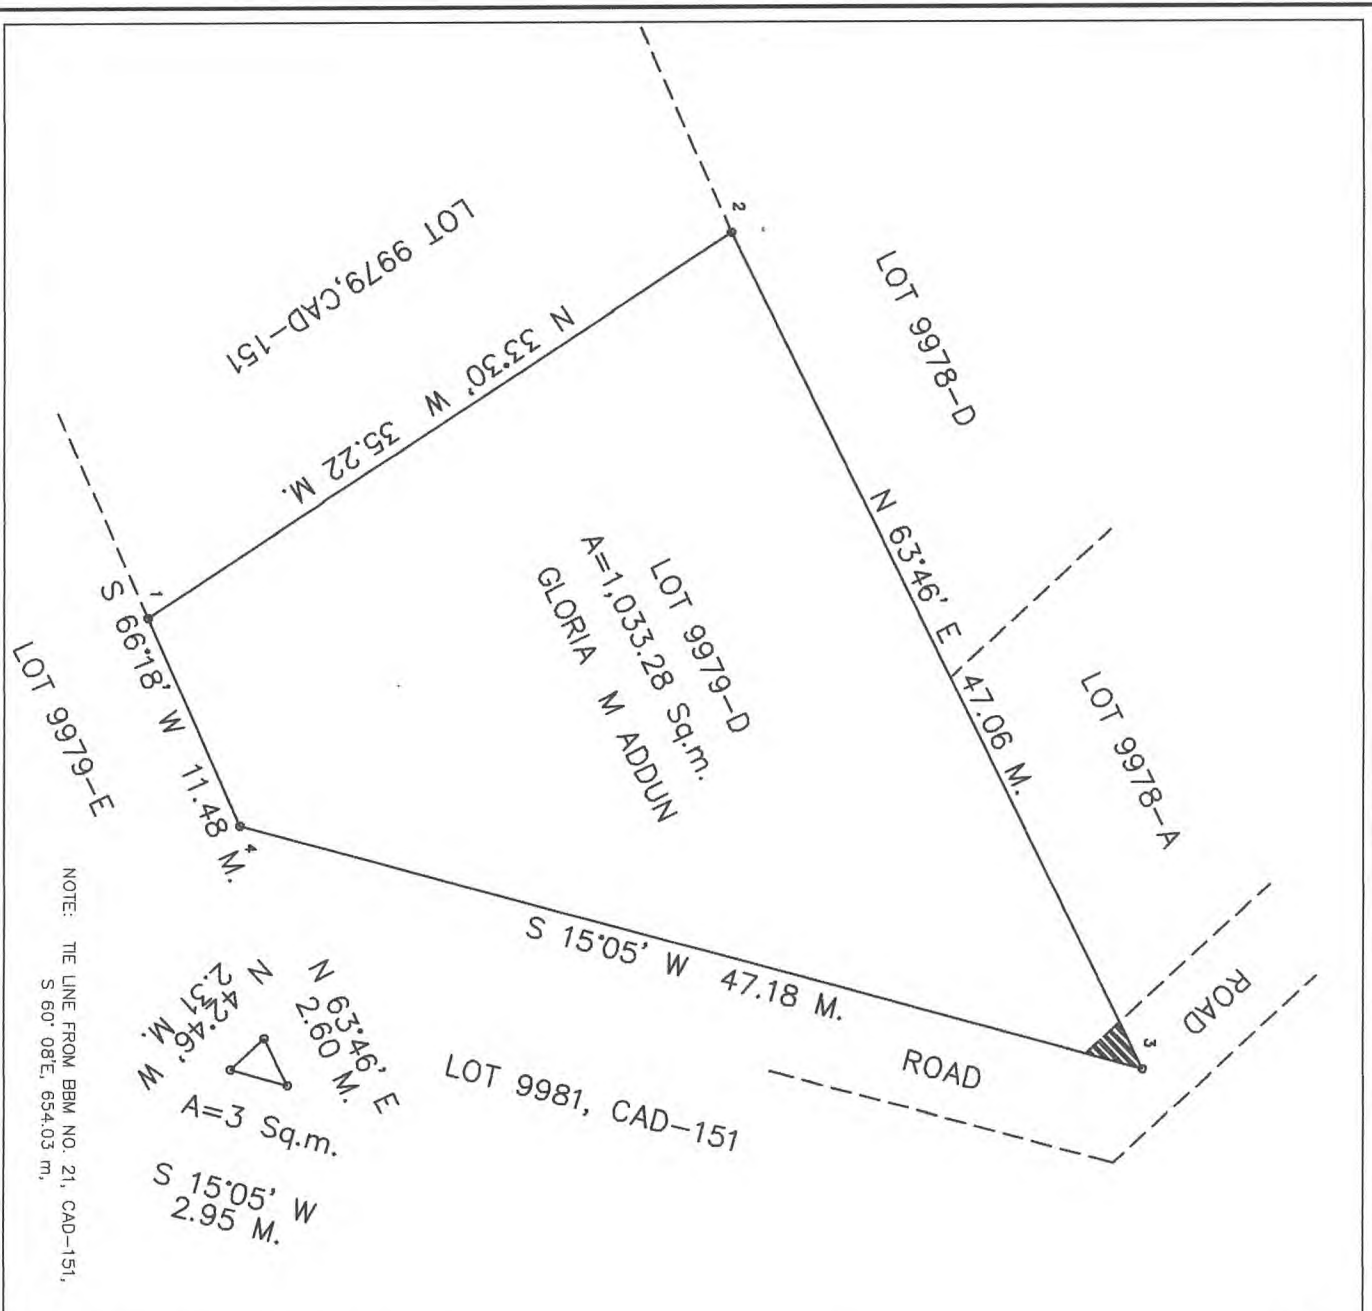 2
LOT 9978-D
LOT 9979,CAD-151
N 33°30' W 35.22 M.
N 63°46' E 47.06 M.
LOT 9978-A
LOT 9979-D
A=1,033.28 Sq.m.
GLORIA M ADDUN
1
S 66°18' W 11.48 M.
LOT 9979-E
4
S 15°05' W 47.18 M.
3
ROAD
ROAD
LOT 9981, CAD-151
N 63°46' E
2.60 M.
N 42°46' W
2.31 M.
A=3 Sq.m.
S 15°05' W
2.95 M.
NOTE: TIE LINE FROM BBM NO. 21, CAD-151,
S 60° 08'E, 654.03 m,